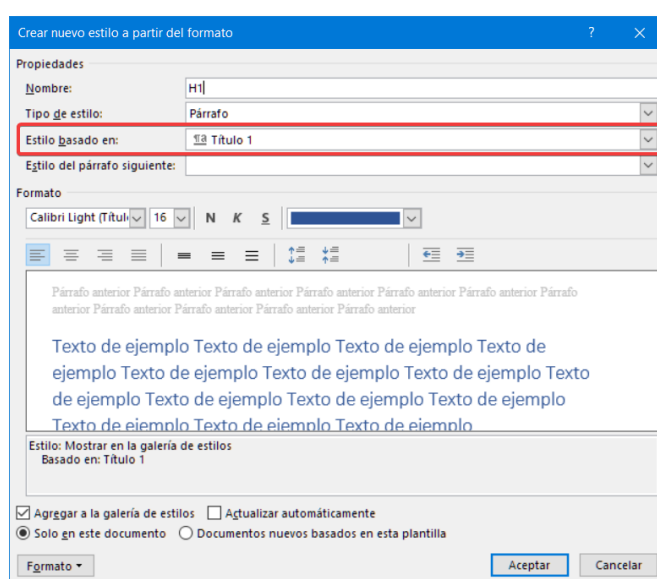 Crear nuevo estilo a partir del formato ?
Propiedades
Nombre: H1
Tipo de estilo: Párrafo
Estilo basado en: ¶a Título 1
Estilo del párrafo siguiente:
Formato
Calibri Light (Títul 16 N K S
Párrafo anterior Párrafo anterior Párrafo anterior Párrafo anterior Párrafo anterior Párrafo anterior Párrafo
anterior Párrafo anterior Párrafo anterior Párrafo anterior Párrafo anterior
Texto de ejemplo Texto de ejemplo Texto de ejemplo Texto de
ejemplo Texto de ejemplo Texto de ejemplo Texto de ejemplo Texto
de ejemplo Texto de ejemplo Texto de ejemplo Texto de ejemplo
Texto de ejemplo Texto de ejemplo Texto de ejemplo
Estilo: Mostrar en la galería de estilos
Basado en: Título 1
Agregar a la galería de estilos Actualizar automáticamente
Solo en este documento Documentos nuevos basados en esta plantilla
Formato Aceptar Cancelar